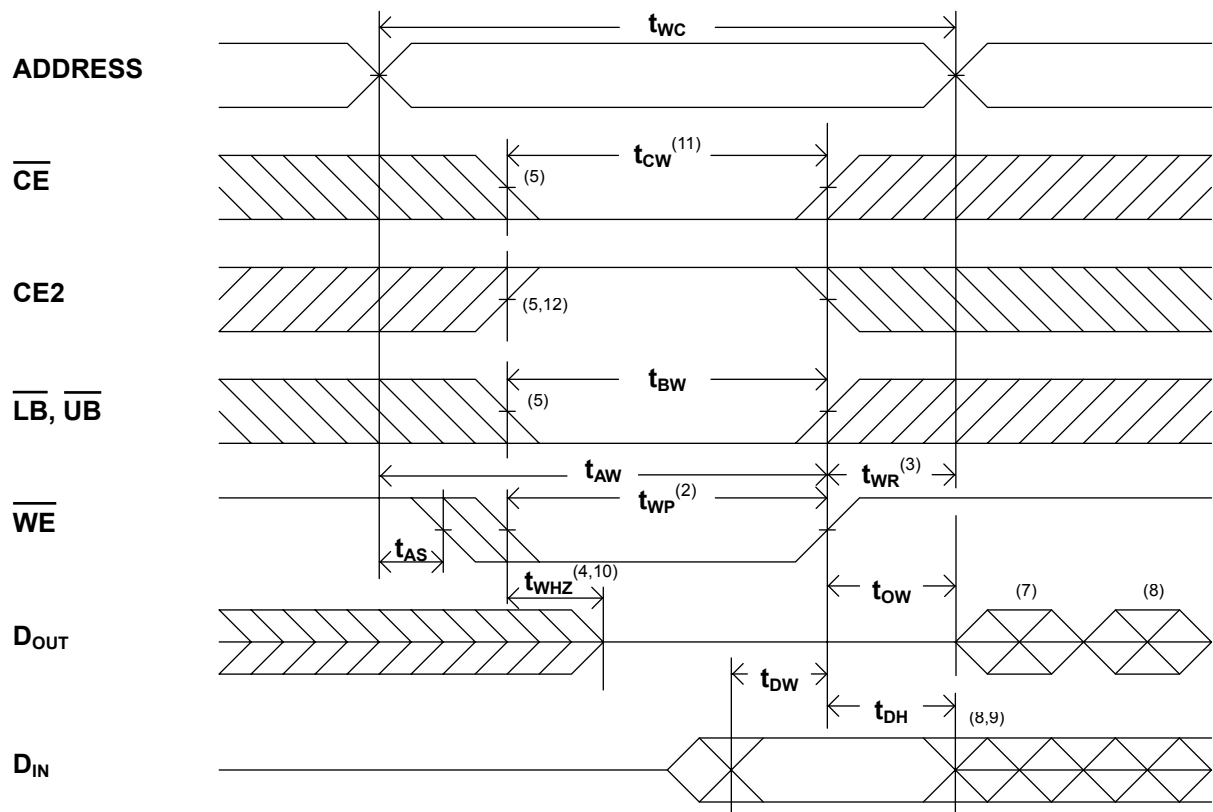 tWC
ADDRESS
tCW(11)
CE
(5)
CE2
(5,12)
tBW
LB, UB
(5)
tAW
tWR(3)
tWP(2)
WE
tAS
tWHZ(4,10)
tOW
(7)
(8)
DOUT
tDW
tDH
(8,9)
DIN